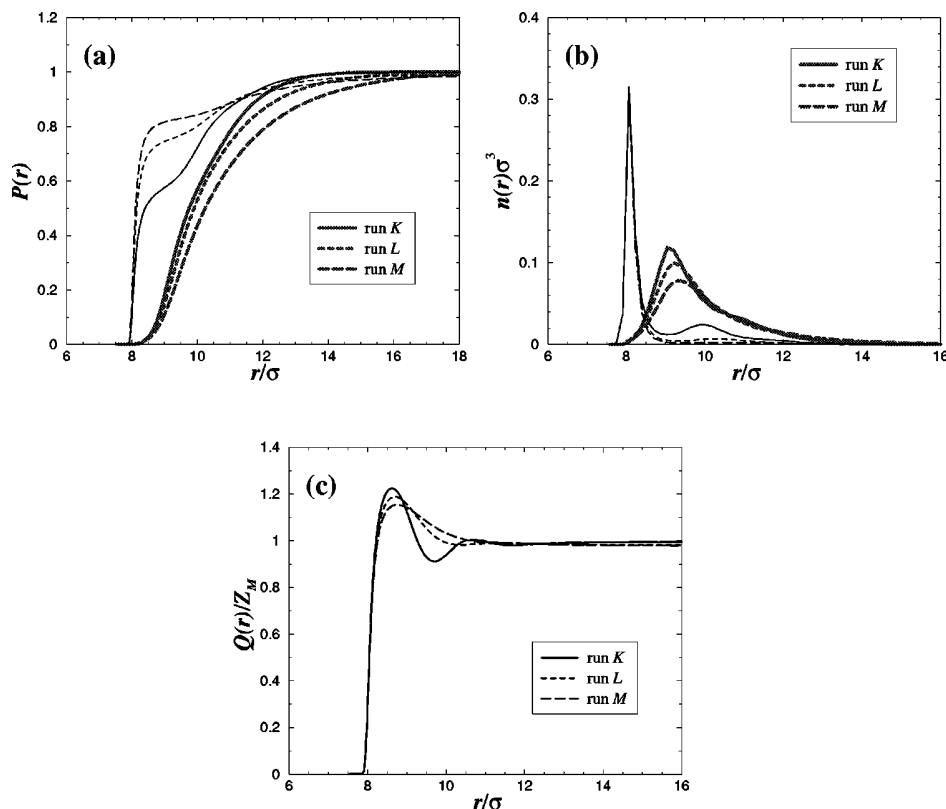 (a)
1.2
1
0.8
0.6
0.4
0.2
0
P(r)
6 8 10 12 14 16 18
r/σ
run K
run L
run M
(b)
0.4
0.3
0.2
0.1
0
n(r)σ³
6 8 10 12 14 16
r/σ
run K
run L
run M
(c)
1.4
1.2
1
0.8
0.6
0.4
0.2
0
Q(r)/Z_M
6 8 10 12 14 16
r/σ
run K
run L
run M